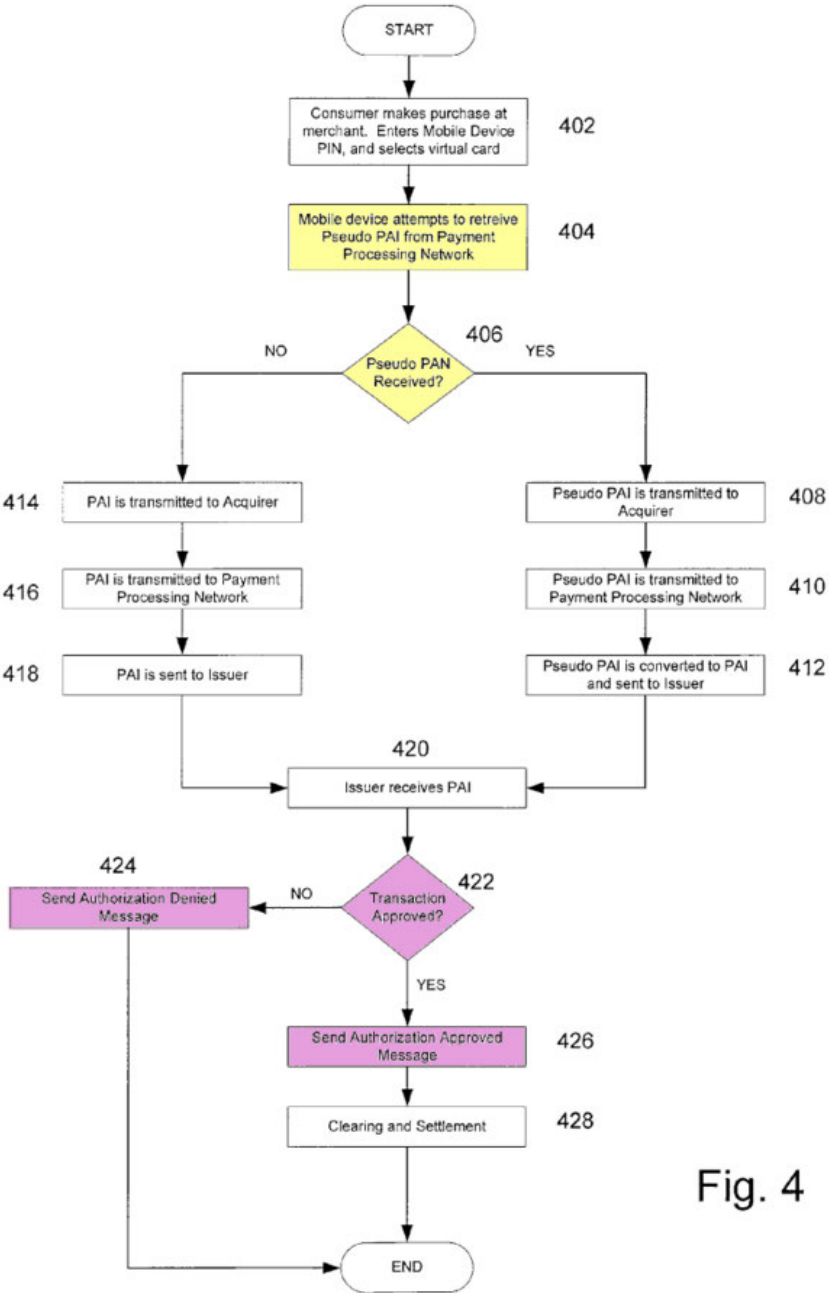 START
Consumer makes purchase at
merchant. Enters Mobile Device
PIN, and selects virtual card
402
Mobile device attempts to retreive
Pseudo PAI from Payment
Processing Network
404
406
NO
YES
Pseudo PAN
Received?
414
PAI is transmitted to Acquirer
Pseudo PAI is transmitted to
Acquirer
408
416
PAI is transmitted to Payment
Processing Network
Pseudo PAI is transmitted to
Payment Processing Network
410
418
PAI is sent to Issuer
Pseudo PAI is converted to PAI
and sent to Issuer
412
420
Issuer receives PAI
424
Send Authorization Denied
Message
NO
Transaction
Approved?
422
YES
Send Authorization Approved
Message
426
Clearing and Settlement
428
Fig. 4
END